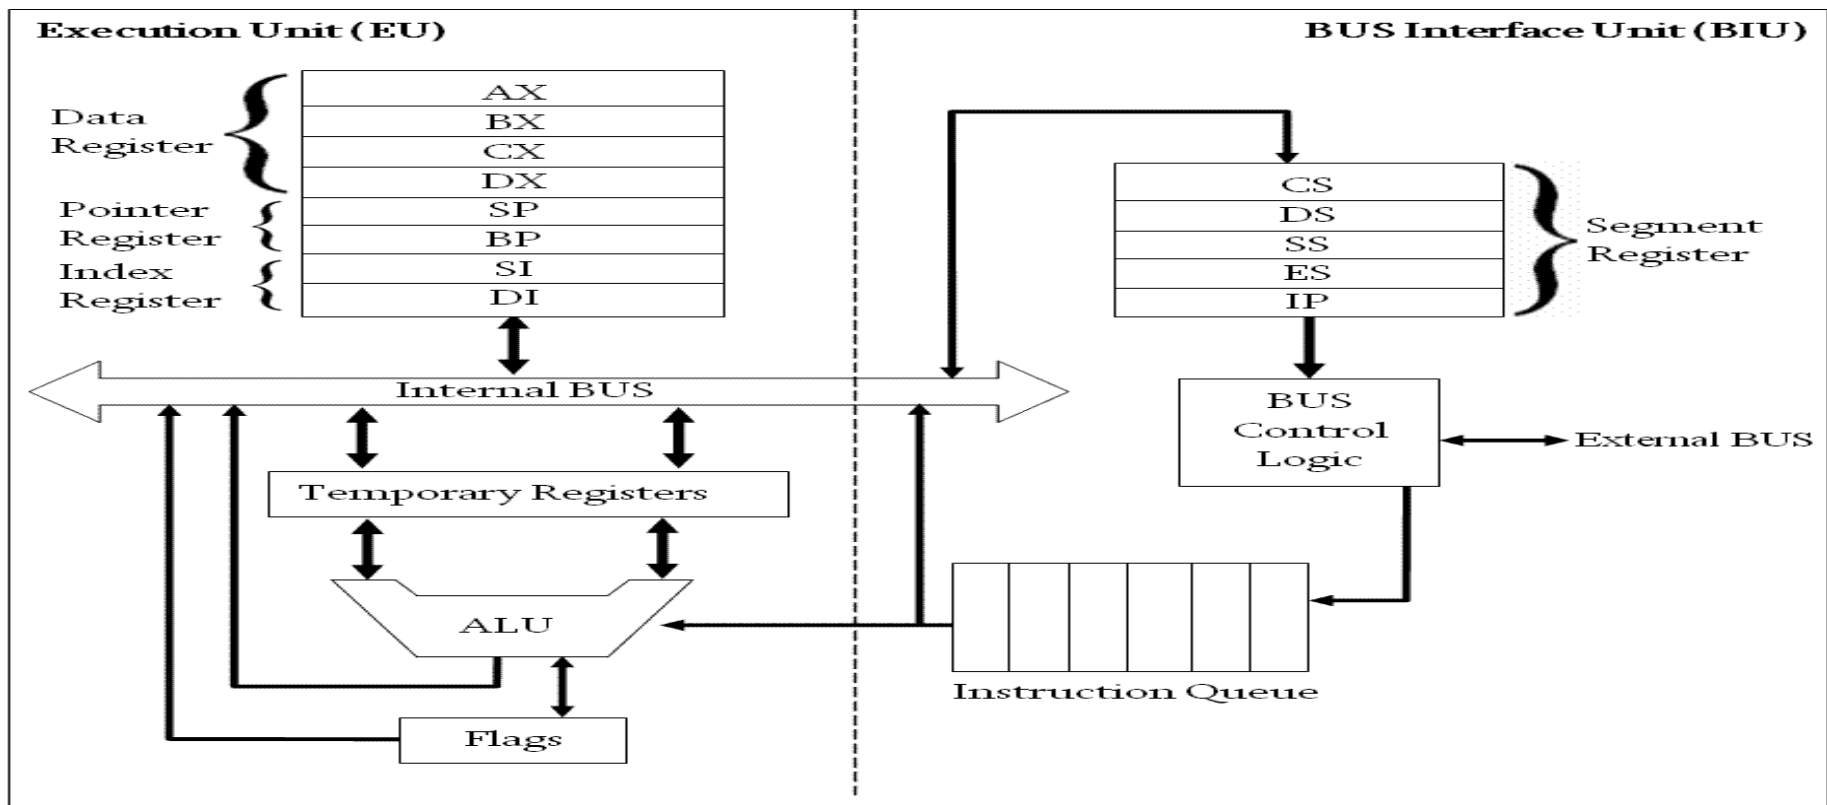 Execution Unit (EU)
BUS Interface Unit (BIU)
Data
Register
Pointer
Register
Index
Register
AX
BX
CX
DX
SP
BP
SI
DI
CS
DS
SS
ES
IP
Segment
Register
Internal BUS
BUS
Control
Logic
External BUS
Temporary Registers
ALU
Instruction Queue
Flags